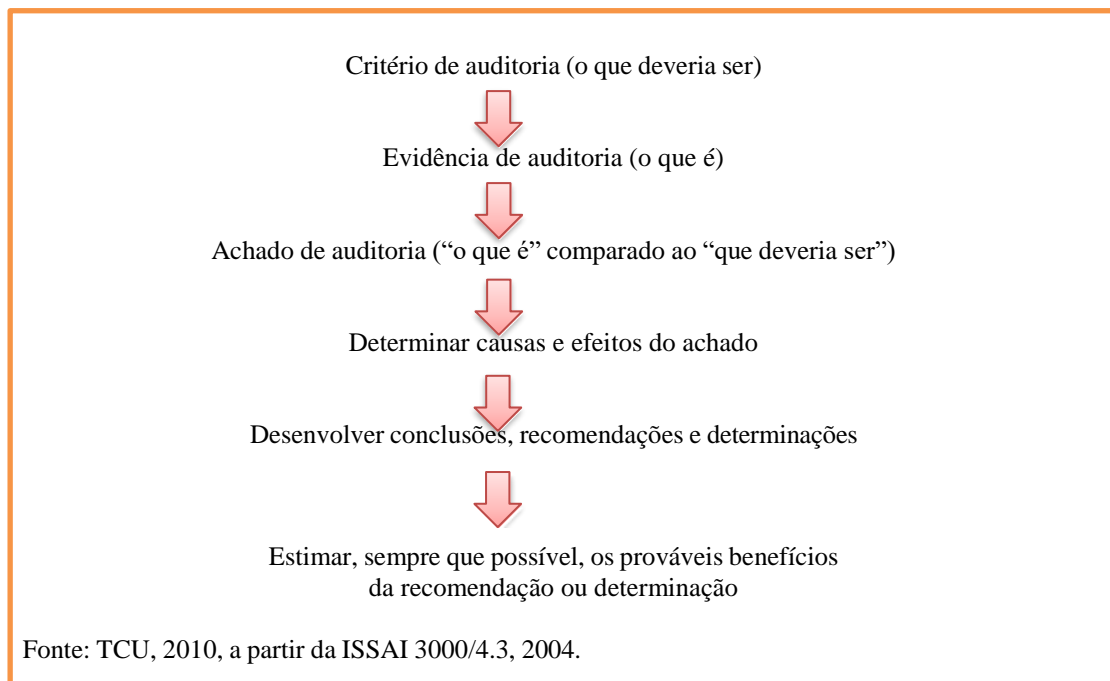 Critério de auditoria (o que deveria ser)
Evidência de auditoria (o que é)
Achado de auditoria (“o que é” comparado ao “que deveria ser”)
Determinar causas e efeitos do achado
Desenvolver conclusões, recomendações e determinações
Estimar, sempre que possível, os prováveis benefícios
da recomendação ou determinação
Fonte: TCU, 2010, a partir da ISSAI 3000/4.3, 2004.